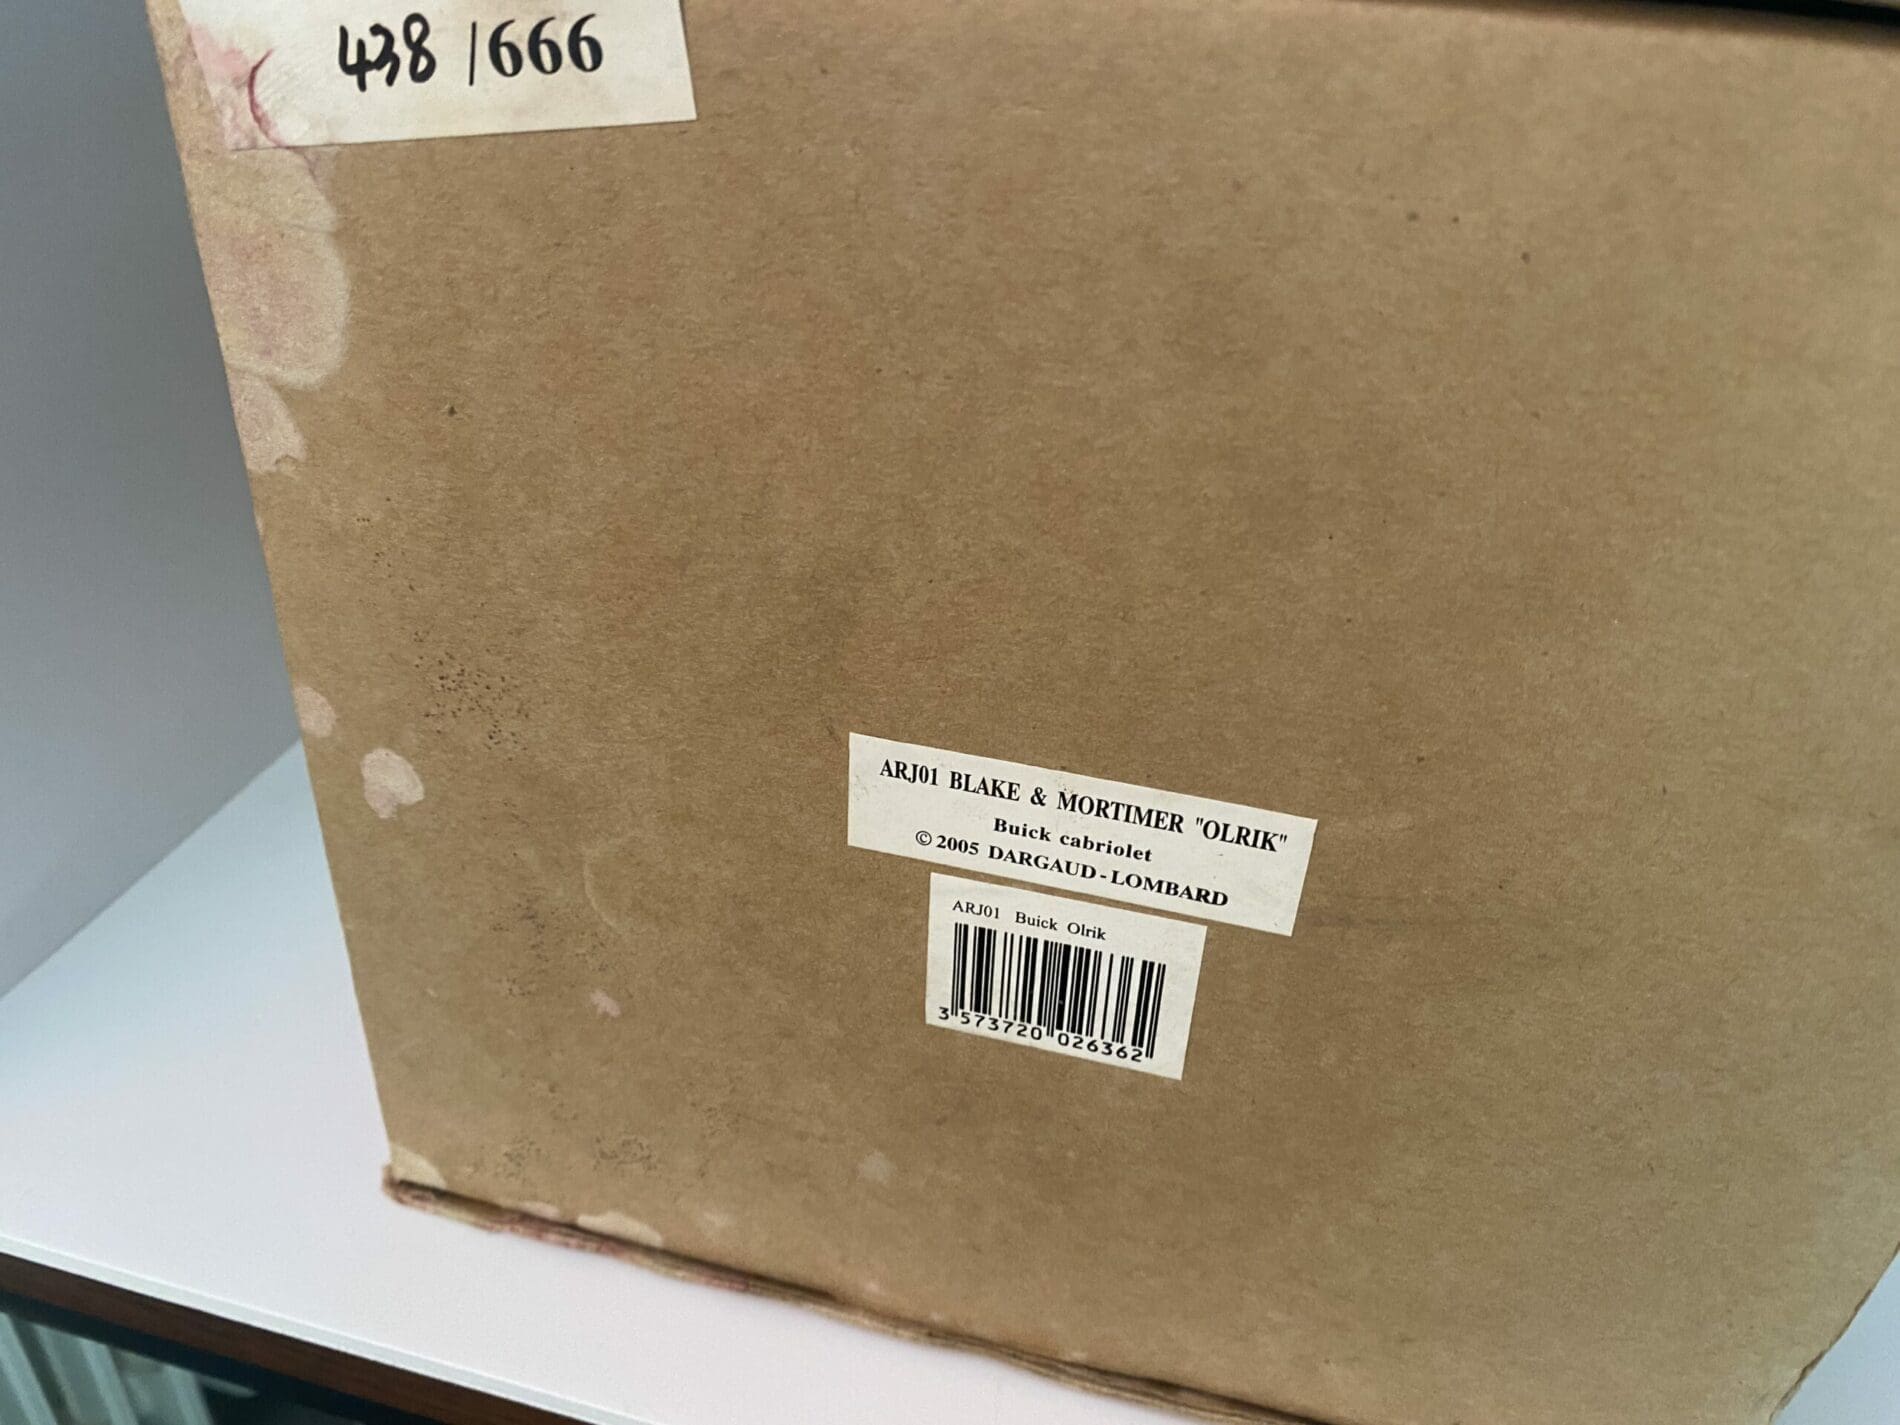 438 /666
ARJ01 BLAKE & MORTIMER "OLRIK"
Buick cabriolet
© 2005 DARGAUD-LOMBARD
ARJ01 Buick Olrik
3 573720 026362